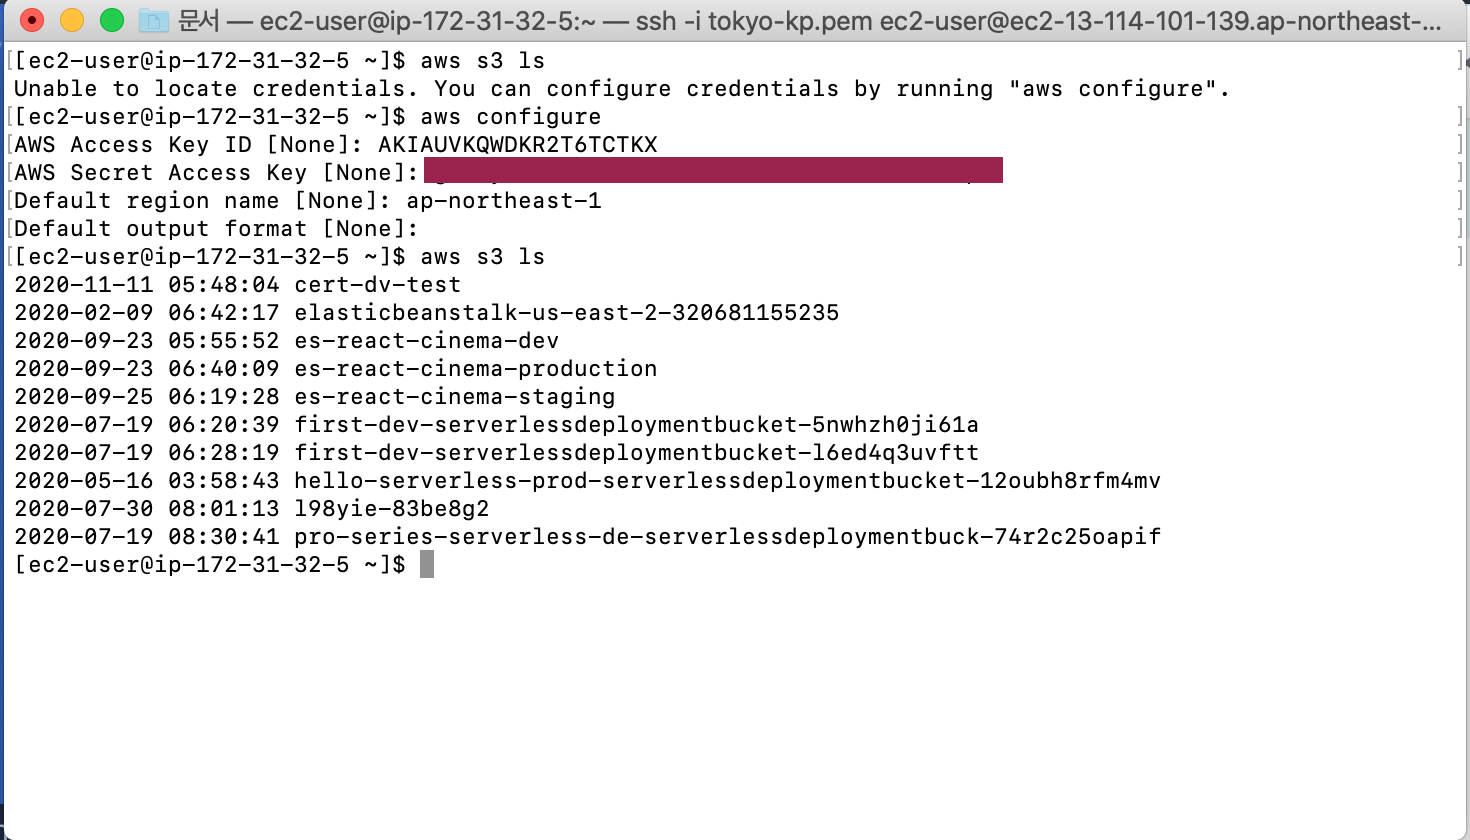 문서 — ec2-user@ip-172-31-32-5:~ — ssh -i tokyo-kp.pem ec2-user@ec2-13-114-101-139.ap-northeast-...
[[ec2-user@ip-172-31-32-5 ~]$ aws s3 ls ]
Unable to locate credentials. You can configure credentials by running "aws configure".
[[ec2-user@ip-172-31-32-5 ~]$ aws configure ]
[AWS Access Key ID [None]: AKIAUVKQWDKR2T6TCTKX ]
[AWS Secret Access Key [None]: ]
[Default region name [None]: ap-northeast-1 ]
[Default output format [None]: ]
[[ec2-user@ip-172-31-32-5 ~]$ aws s3 ls ]
2020-11-11 05:48:04 cert-dv-test
2020-02-09 06:42:17 elasticbeanstalk-us-east-2-320681155235
2020-09-23 05:55:52 es-react-cinema-dev
2020-09-23 06:40:09 es-react-cinema-production
2020-09-25 06:19:28 es-react-cinema-staging
2020-07-19 06:20:39 first-dev-serverlessdeploymentbucket-5nwhzh0ji61a
2020-07-19 06:28:19 first-dev-serverlessdeploymentbucket-l6ed4q3uvftt
2020-05-16 03:58:43 hello-serverless-prod-serverlessdeploymentbucket-12oubh8rfm4mv
2020-07-30 08:01:13 l98yie-83be8g2
2020-07-19 08:30:41 pro-series-serverless-de-serverlessdeploymentbuck-74r2c25oapif
[ec2-user@ip-172-31-32-5 ~]$